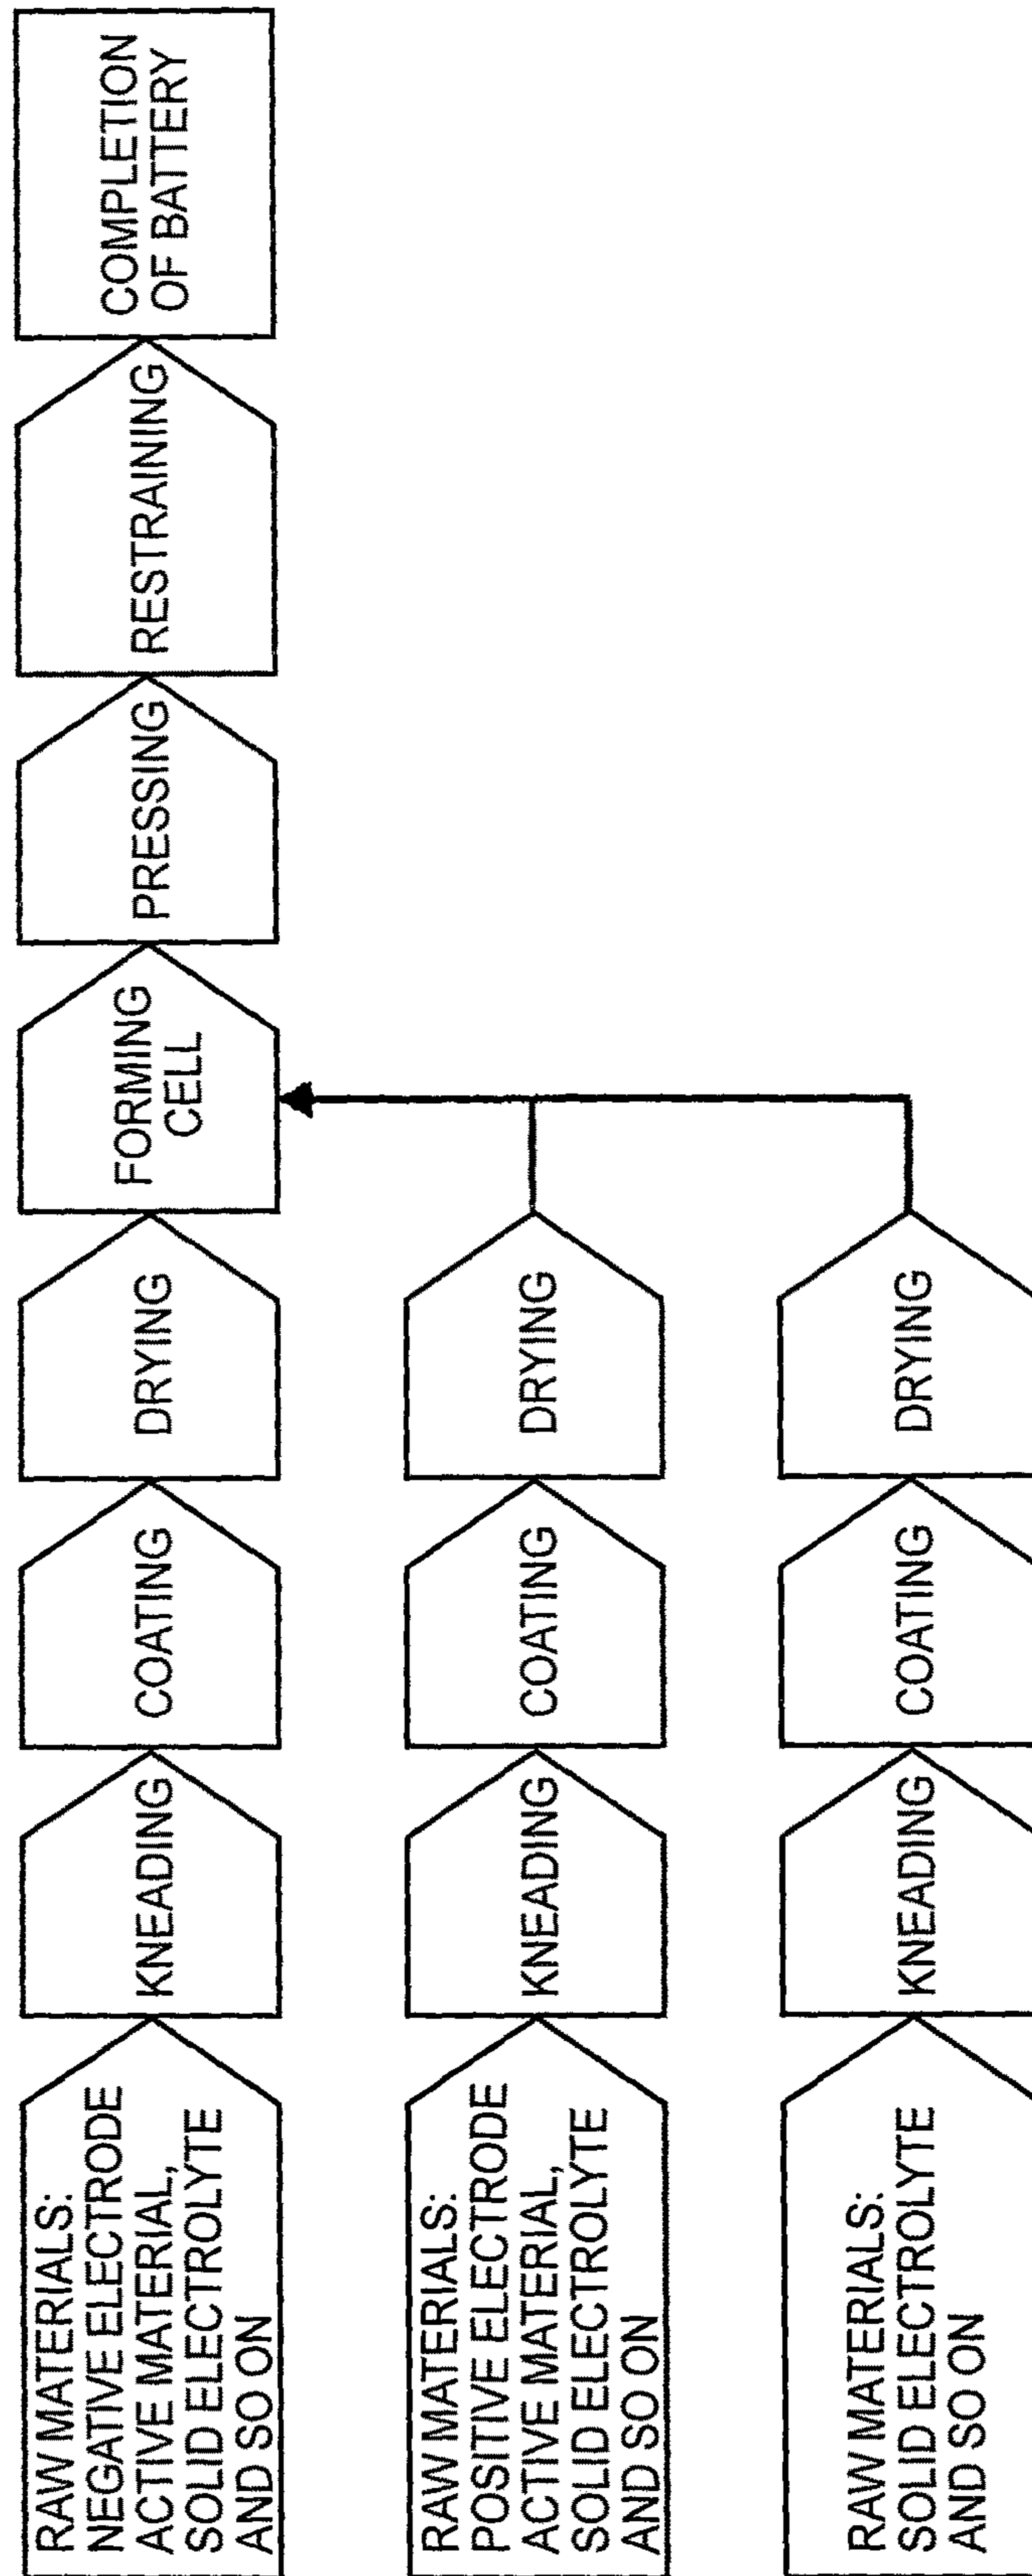 RAW MATERIALS:
NEGATIVE ELECTRODE
ACTIVE MATERIAL,
SOLID ELECTROLYTE
AND SO ON
KNEADING
COATING
DRYING
FORMING
CELL
PRESSING
RESTRAINING
COMPLETION
OF BATTERY
RAW MATERIALS:
POSITIVE ELECTRODE
ACTIVE MATERIAL,
SOLID ELECTROLYTE
AND SO ON
KNEADING
COATING
DRYING
RAW MATERIALS:
SOLID ELECTROLYTE
AND SO ON
KNEADING
COATING
DRYING